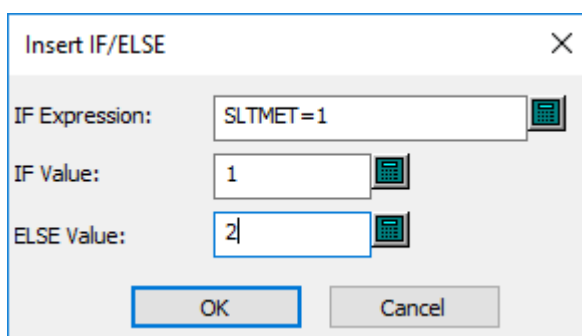 Insert IF/ELSE
IF Expression: SLTMET=1
IF Value: 1
ELSE Value: 2
OK Cancel